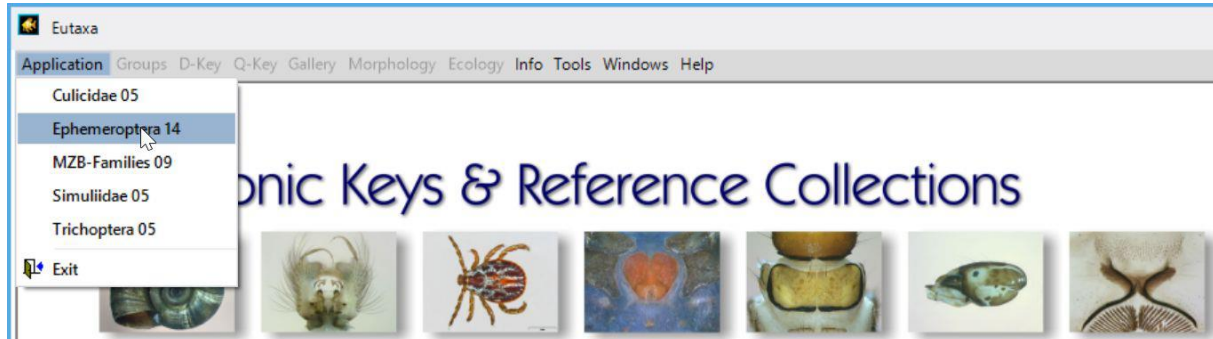 Eutaxa
Application Groups D-Key Q-Key Gallery Morphology Ecology Info Tools Windows Help
Culicidae 05
Ephemeroptera 14
MZB-Families 09
Simuliidae 05
Trichoptera 05
Exit
onic Keys & Reference Collections